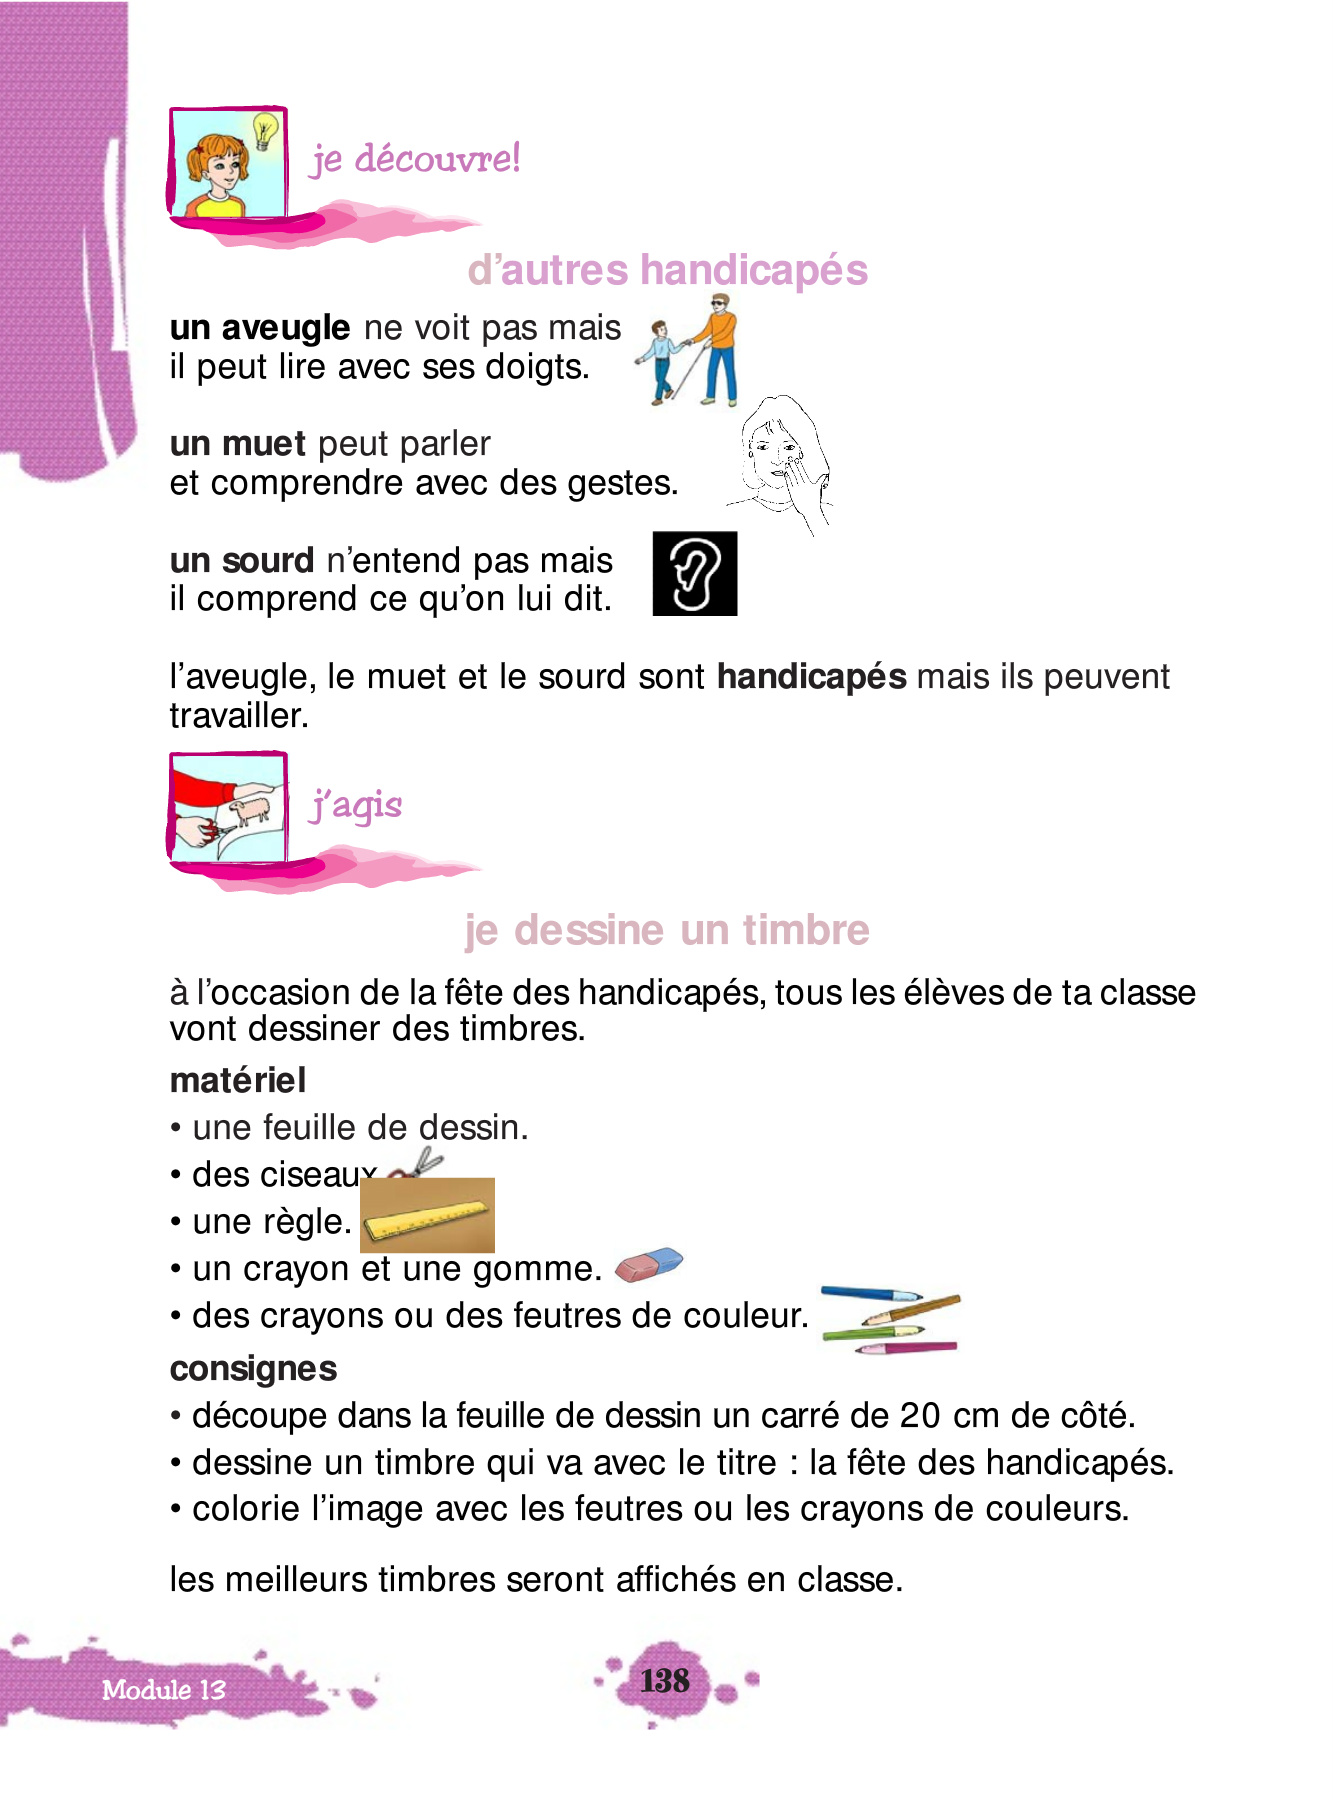 je découvre!
d'autres handicapés
un aveugle ne voit pas mais
il peut lire avec ses doigts.
un muet peut parler
et comprendre avec des gestes.
un sourd n'entend pas mais
il comprend ce qu'on lui dit.
l'aveugle, le muet et le sourd sont handicapés mais ils peuvent
travailler.
j'agis
je dessine un timbre
à l'occasion de la fête des handicapés, tous les élèves de ta classe
vont dessiner des timbres.
matériel
• une feuille de dessin.
• des ciseaux
• une règle.
• un crayon et une gomme.
• des crayons ou des feutres de couleur.
consignes
• découpe dans la feuille de dessin un carré de 20 cm de côté.
• dessine un timbre qui va avec le titre : la fête des handicapés.
• colorie l'image avec les feutres ou les crayons de couleurs.
les meilleurs timbres seront affichés en classe.
Module 13
138